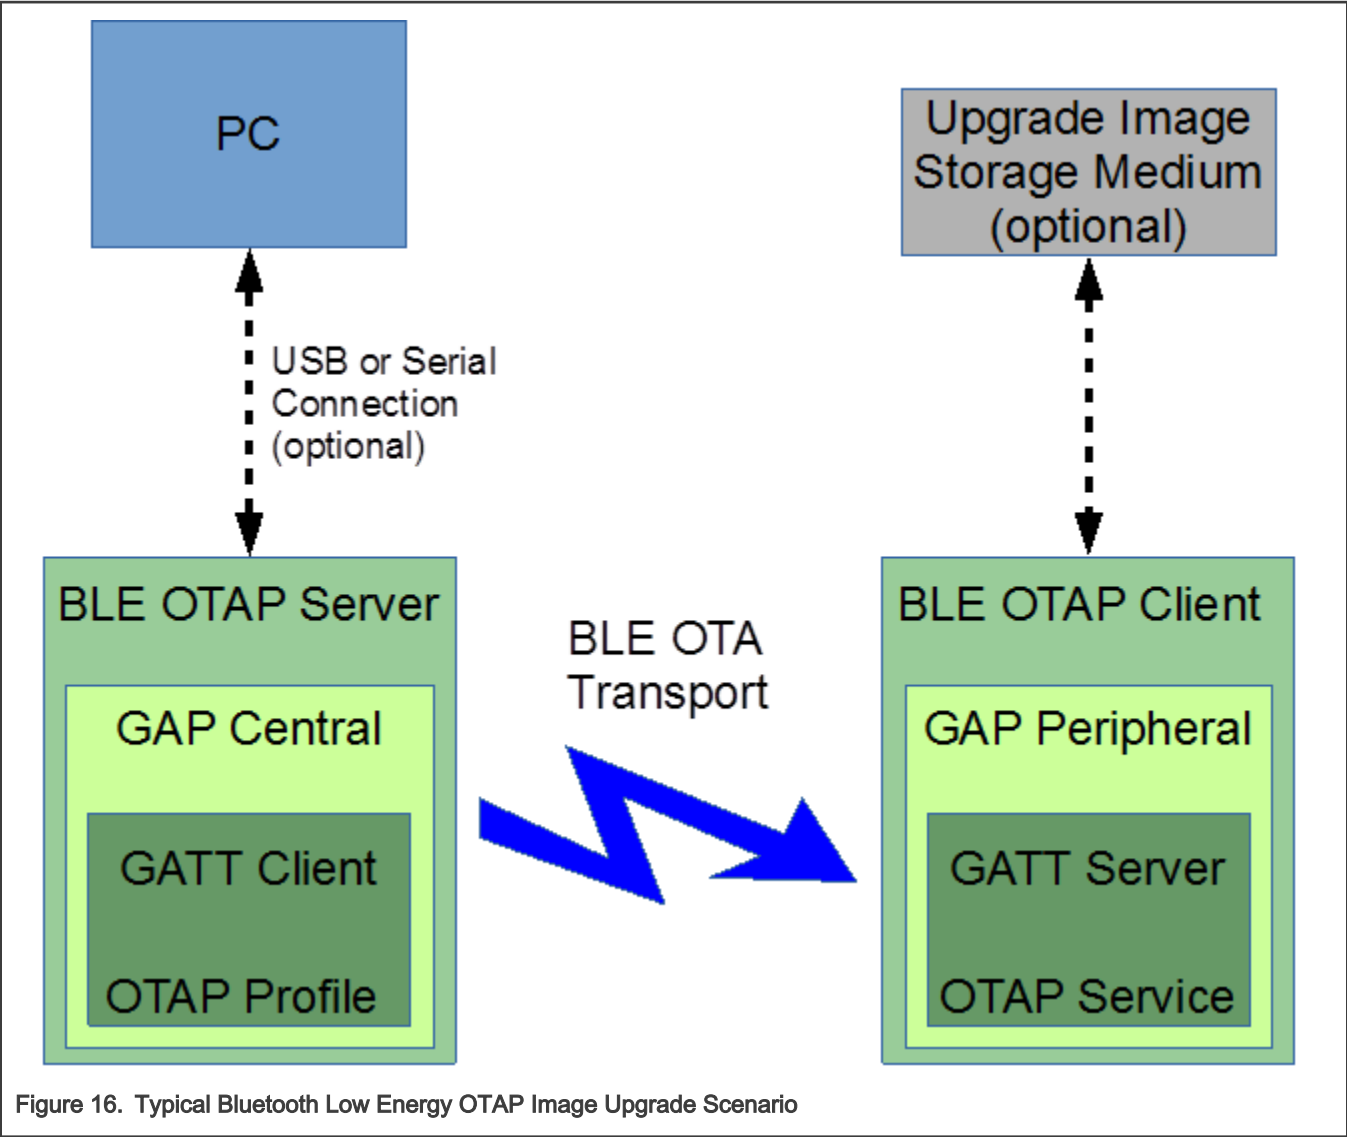 PC
Upgrade Image
Storage Medium
(optional)
USB or Serial
Connection
(optional)
BLE OTAP Server
GAP Central
GATT Client
OTAP Profile
BLE OTA
Transport
BLE OTAP Client
GAP Peripheral
GATT Server
OTAP Service
Figure 16. Typical Bluetooth Low Energy OTAP Image Upgrade Scenario